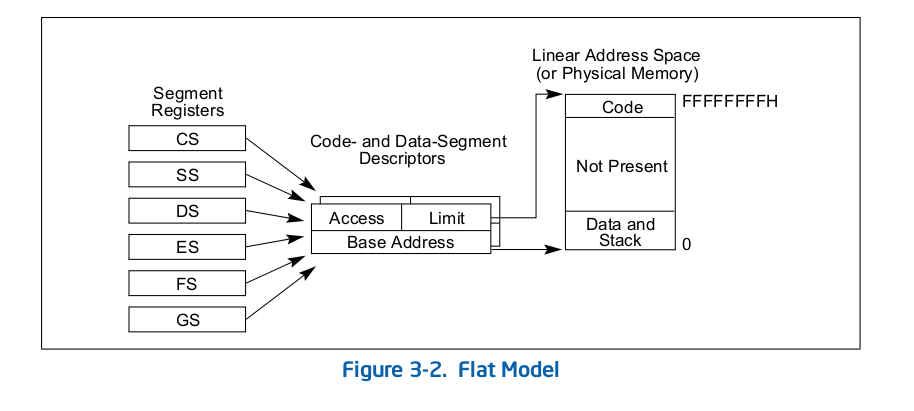 Linear Address Space
(or Physical Memory)
Segment
Registers
CS
SS
DS
ES
FS
GS
Code- and Data-Segment
Descriptors
Access
Limit
Base Address
Code
FFFFFFFFH
Not Present
Data and
Stack
0
Figure 3-2. Flat Model